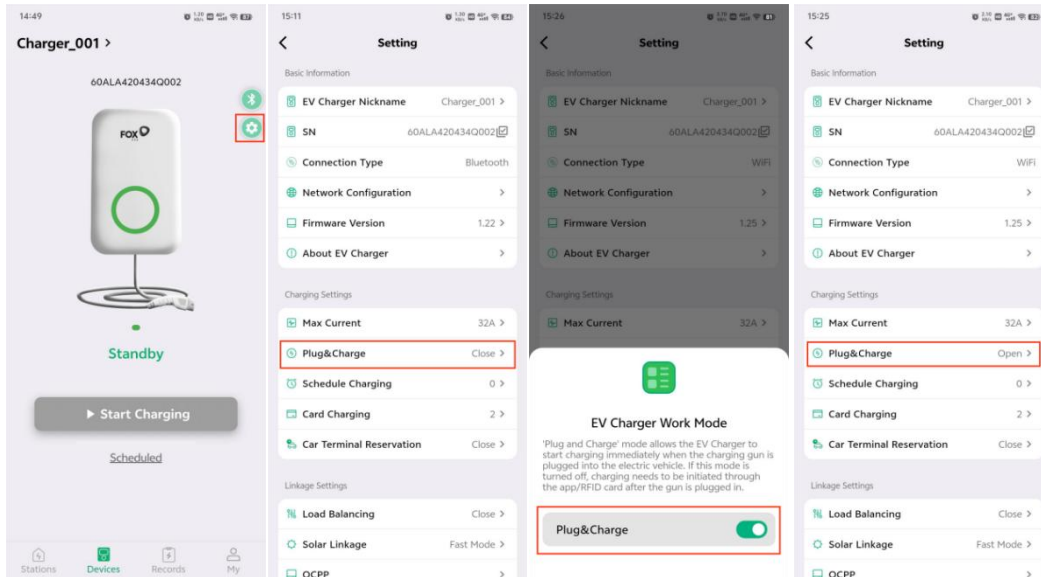 14:49
Charger_001 >
60ALA420434Q002
FOX
Standby
Start Charging
Scheduled
Stations
Devices
Records
My
15:11
Setting
Basic Information
EV Charger Nickname Charger_001 >
SN 60ALA420434Q002
Connection Type Bluetooth
Network Configuration >
Firmware Version 1.22 >
About EV Charger >
Charging Settings
Max Current 32A >
Plug&Charge Close >
Schedule Charging 0 >
Card Charging 2 >
Car Terminal Reservation Close >
Linkage Settings
Load Balancing Close >
Solar Linkage Fast Mode >
OCPP >
15:26
Setting
Basic Information
EV Charger Nickname Charger_001 >
SN 60ALA420434Q002
Connection Type WiFi
Network Configuration >
Firmware Version 1.25 >
About EV Charger >
Charging Settings
Max Current 32A >
EV Charger Work Mode
'Plug and Charge' mode allows the EV Charger to
start charging immediately when the charging gun is
plugged into the electric vehicle. If this mode is
turned off, charging needs to be initiated through
the app/RFID card after the gun is plugged in.
Plug&Charge
15:25
Setting
Basic Information
EV Charger Nickname Charger_001 >
SN 60ALA420434Q002
Connection Type WiFi
Network Configuration >
Firmware Version 1.25 >
About EV Charger >
Charging Settings
Max Current 32A >
Plug&Charge Open >
Schedule Charging 0 >
Card Charging 2 >
Car Terminal Reservation Close >
Linkage Settings
Load Balancing Close >
Solar Linkage Fast Mode >
OCPP >